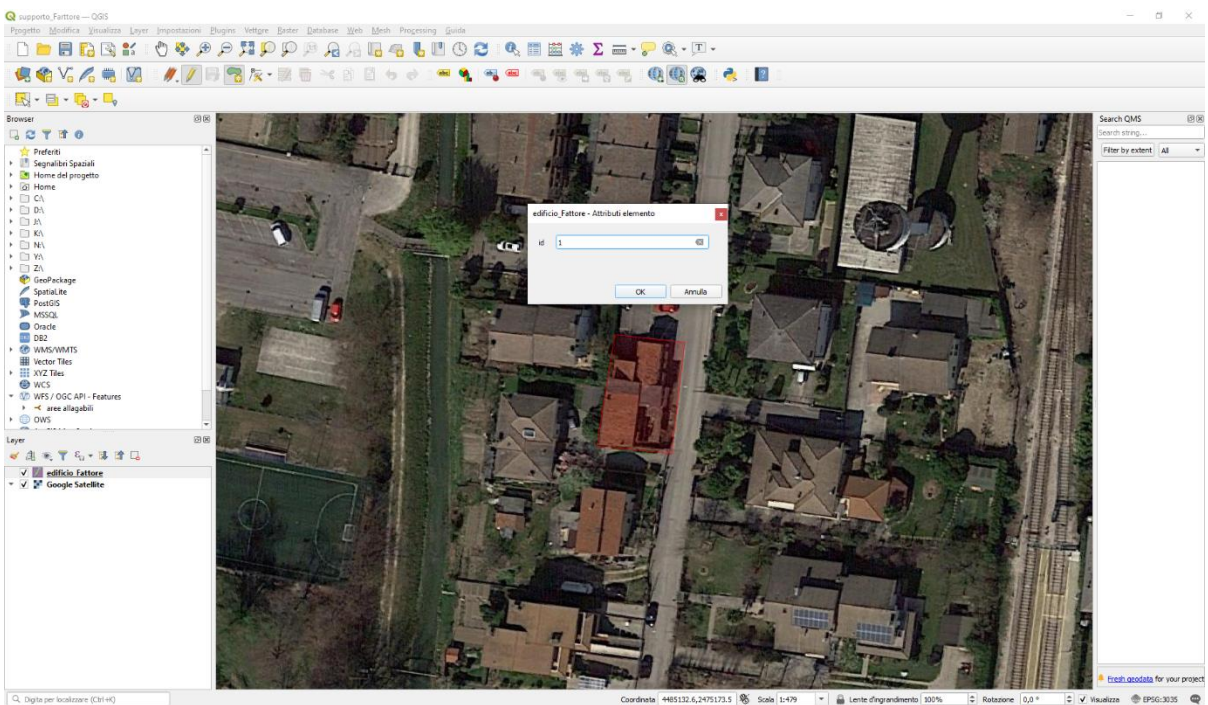 supporto_Farttore — QGIS
Progetto Modifica Visualizza Layer Impostazioni Plugins Vettore Raster Database Web Mesh Processing Guida
Browser
Preferiti
Segnalibri Spaziali
Home del progetto
Home
C:\
D:\
J:\
K:\
N:\
Y:\
Z:\
GeoPackage
SpatiaLite
PostGIS
MSSQL
Oracle
DB2
WMS/WMTS
Vector Tiles
XYZ Tiles
WCS
WFS / OGC API - Features
aree allagabili
OWS
Layer
edificio_Fattore
Google Satellite
edificio_Fattore - Attributi elemento
id 1
OK Annulla
Search QMS
Search string...
Filter by extent All
Fresh geodata for your project
Digita per localizzare (Ctrl+K)
Coordinata 4485132.6,2475173.5 Scala 1:479 Lente d'ingrandimento 100% Rotazione 0,0 ° Visualizza EPSG:3035